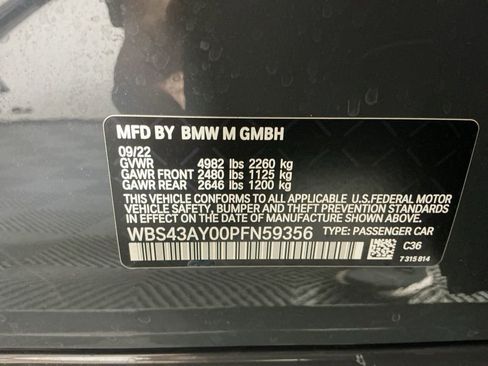 MFD BY BMW M GMBH
09/22
GVWR 4982 lbs 2260 kg
GAWR FRONT 2480 lbs 1125 kg
GAWR REAR 2646 lbs 1200 kg
THIS VEHICLE CONFORMS TO ALL APPLICABLE U.S.FEDERAL MOTOR
VEHICLE SAFETY, BUMPER, AND THEFT PREVENTION STANDARDS
IN EFFECT ON THE DATE OF MANUFACTURE SHOWN ABOVE.
WBS43AY00PFN59356 TYPE: PASSENGER CAR
C36
7 315 814